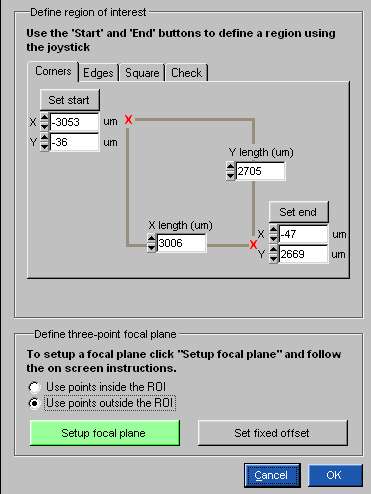 Define region of interest
Use the 'Start' and 'End' buttons to define a region using
the joystick
Corners Edges Square Check
Set start
X -3053 um X
Y -36 um
Y length (um)
2705
X length (um)
3006
Set end
X X -47 um
Y 2669 um
Define three-point focal plane
To setup a focal plane click "Setup focal plane" and follow
the on screen instructions.
Use points inside the ROI
Use points outside the ROI
Setup focal plane Set fixed offset
Cancel OK